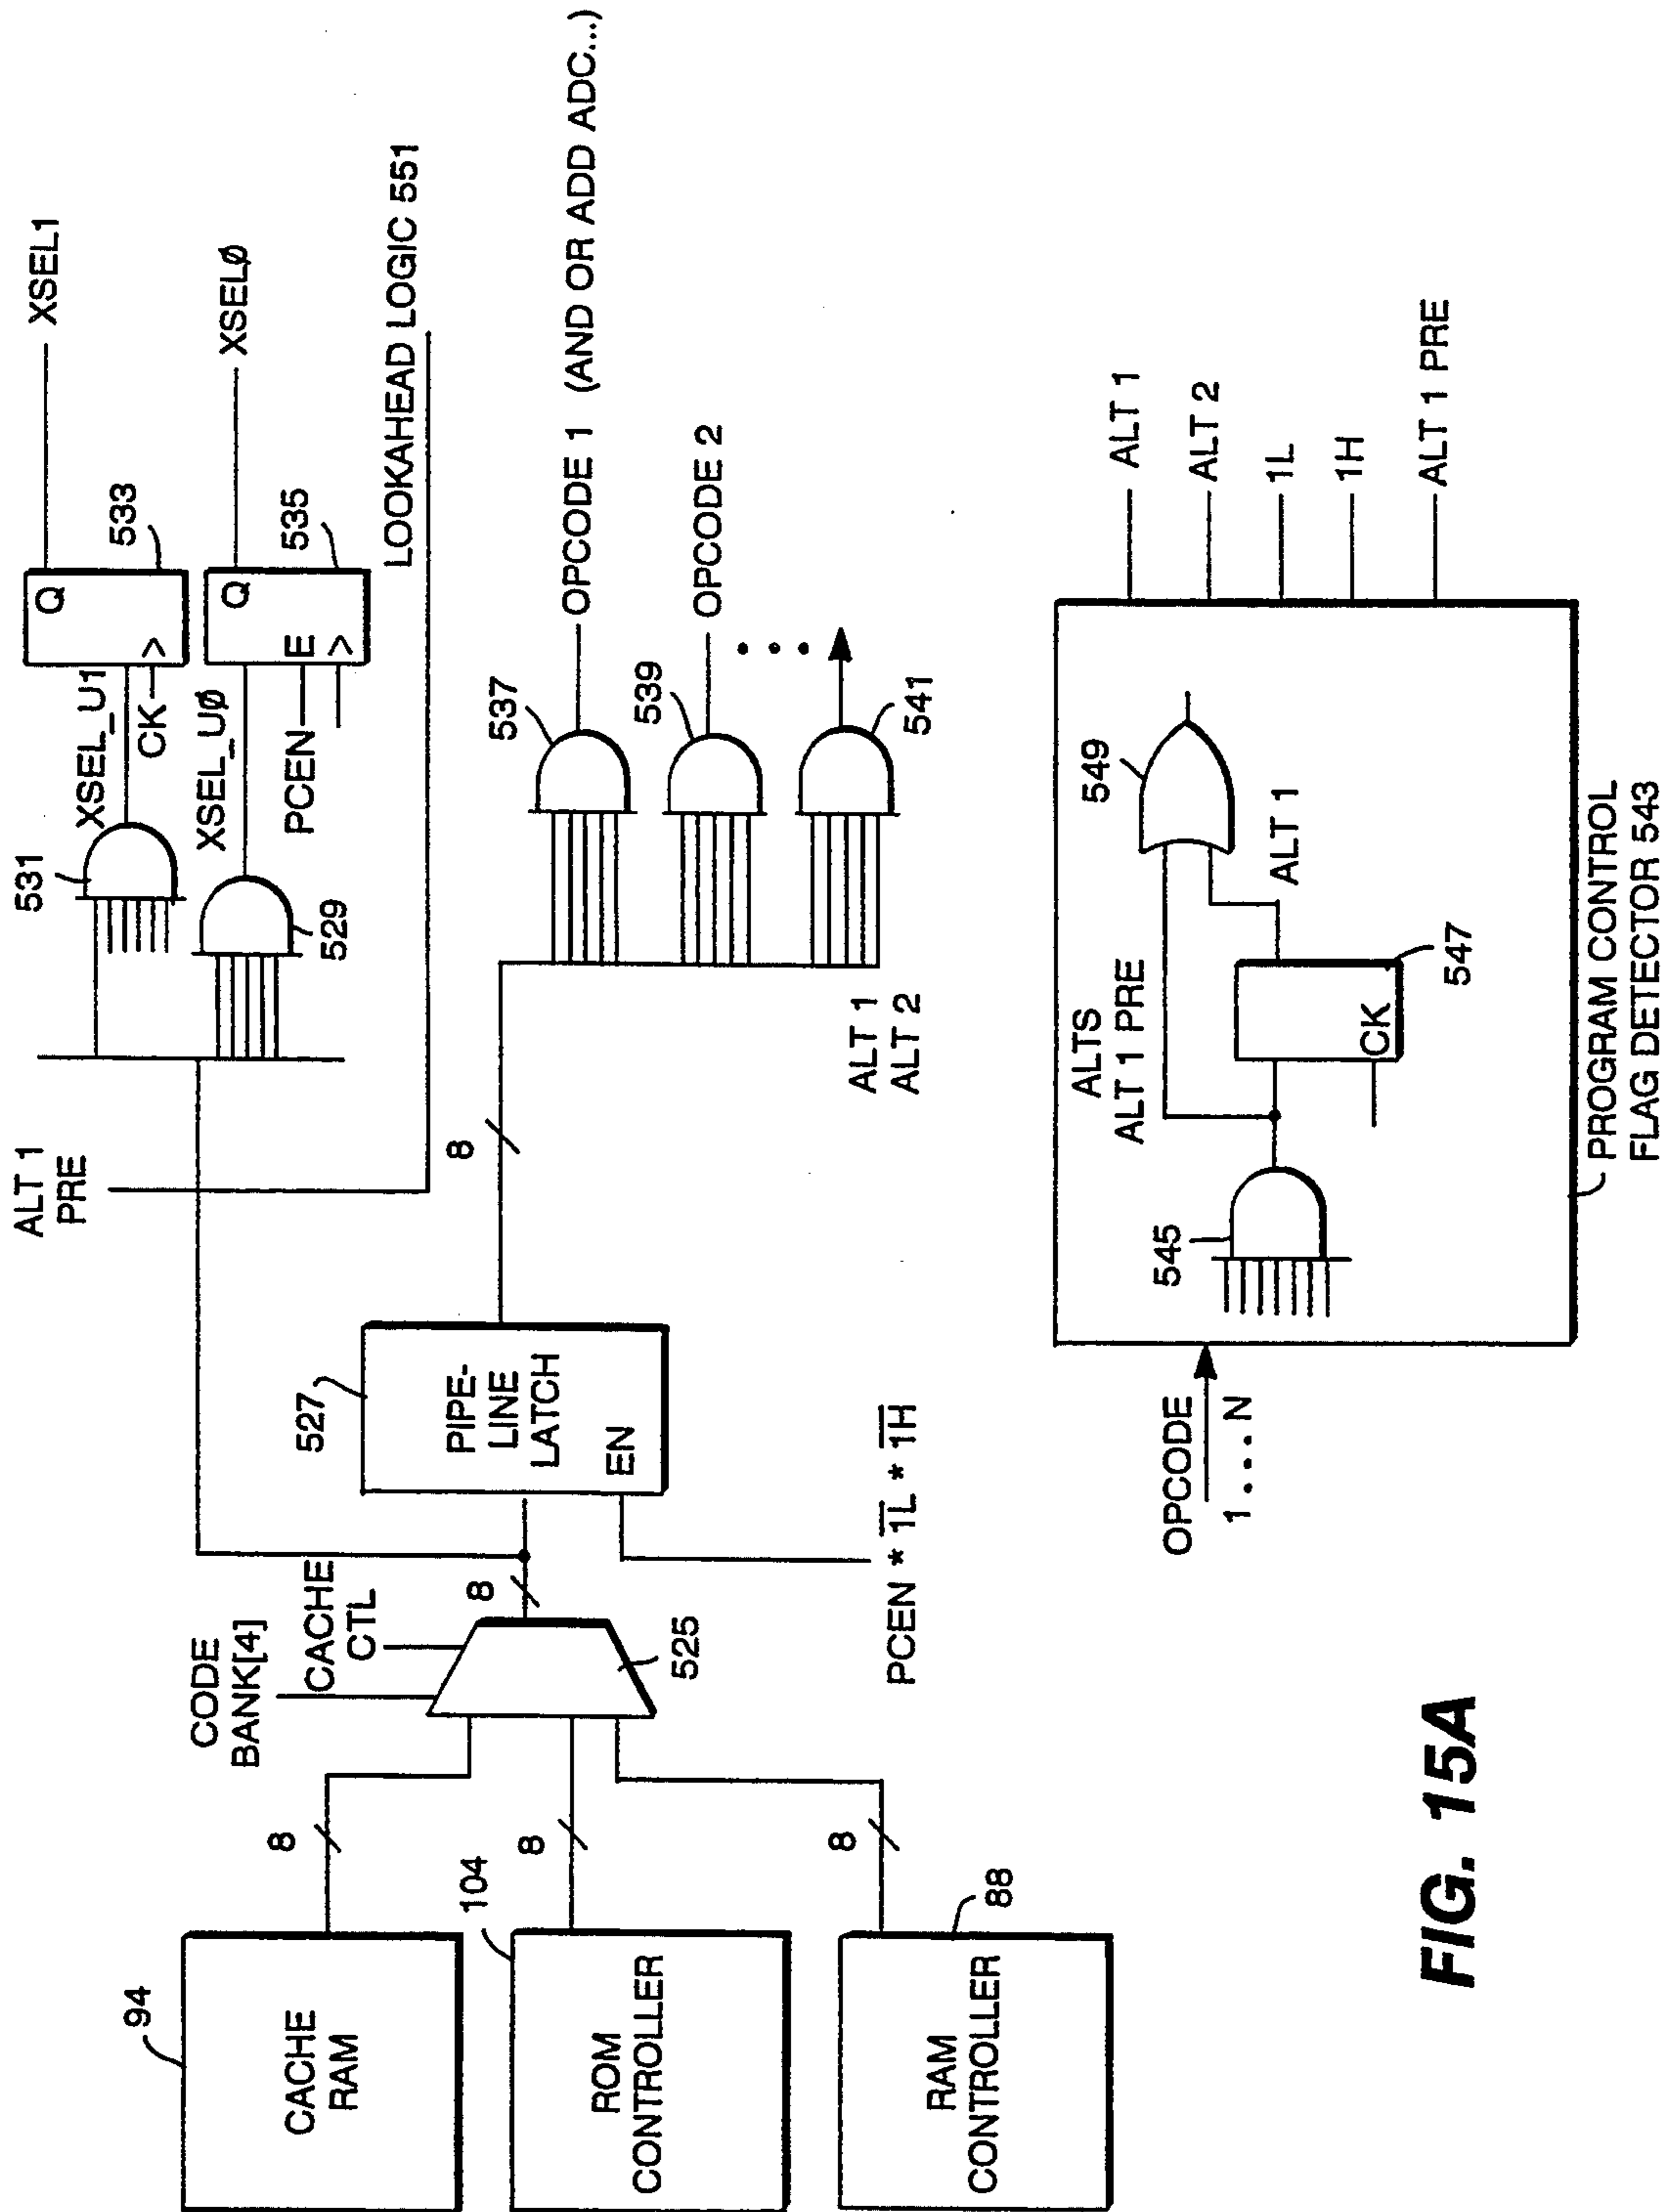 94
CACHE
RAM
104
ROM
CONTROLLER
88
RAM
CONTROLLER
8
8
8
CODE
BANK[4]
CACHE
CTL
525
8
527
PIPE-
LINE
LATCH
EN
PCEN * 1̅L̅ * 1̅H̅
ALT 1
PRE
8
531
529
XSEL_U1
CK
XSEL_UØ
PCEN
Q
>
533
Q
E
>
535
XSEL1
XSELØ
LOOKAHEAD LOGIC 551
537
539
541
OPCODE 1 (AND OR ADD ADC...)
OPCODE 2
ALT 1
ALT 2
OPCODE
1 . . . N
545
ALTS
ALT 1 PRE
CK
547
549
ALT 1
ALT 1
ALT 2
1L
1H
ALT 1 PRE
PROGRAM CONTROL
FLAG DETECTOR 543
FIG. 15A